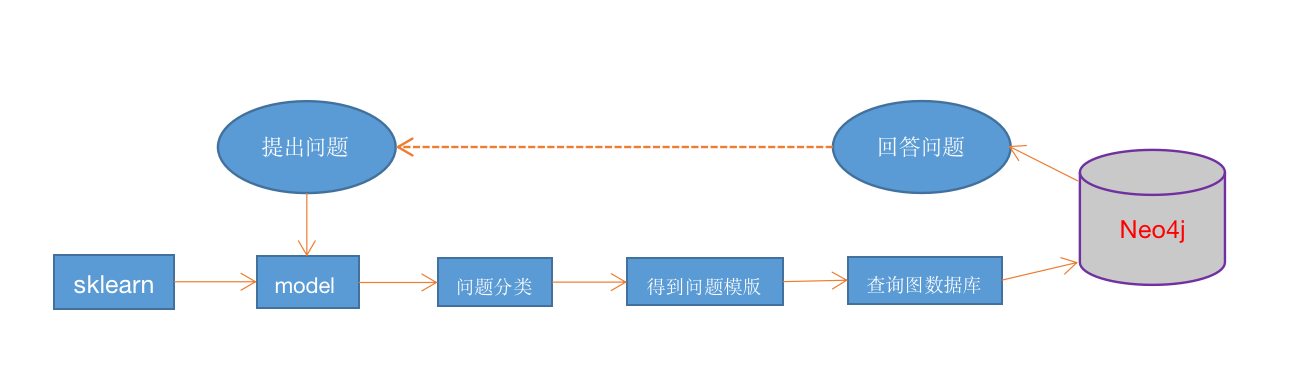 提出问题
回答问题
Neo4j
sklearn
model
问题分类
得到问题模版
查询图数据库